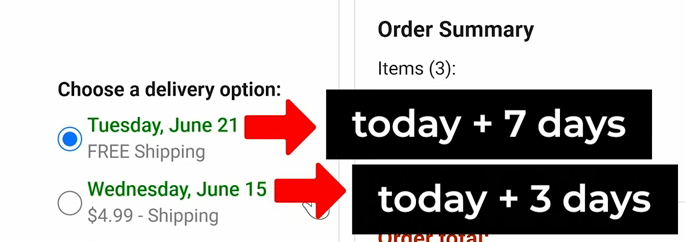 Order Summary
Items (3):
Choose a delivery option:
Tuesday, June 21
FREE Shipping
today + 7 days
Wednesday, June 15
$4.99 - Shipping
today + 3 days
Order total: